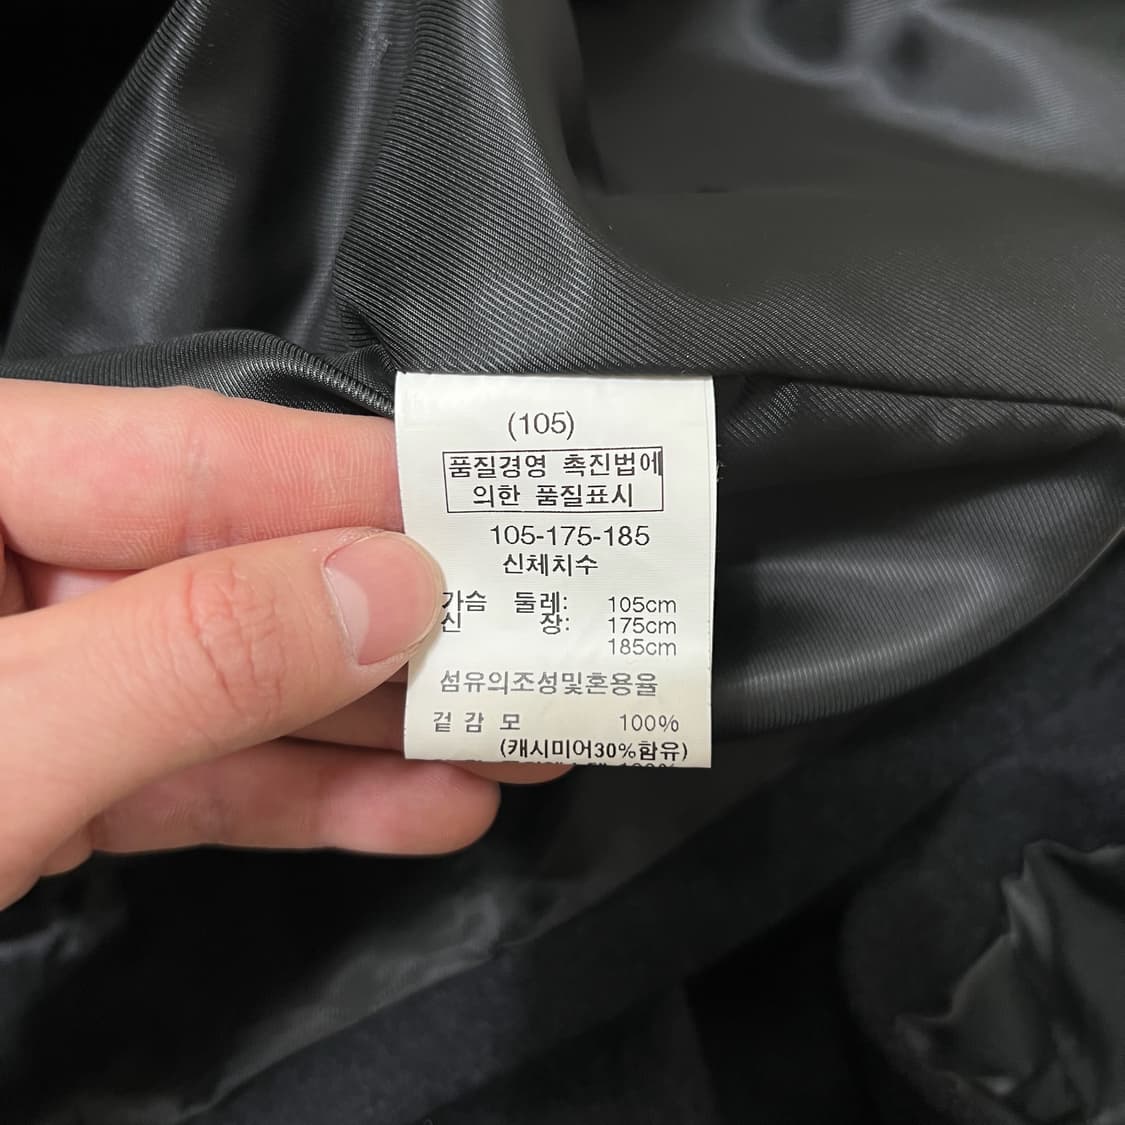 (105)
품질경영 촉진법에
의한 품질표시
105-175-185
신체치수
가슴 둘레: 105cm
신 장: 175cm
185cm
섬유의조성및혼용율
겉감 모 100%
(캐시미어30%함유)